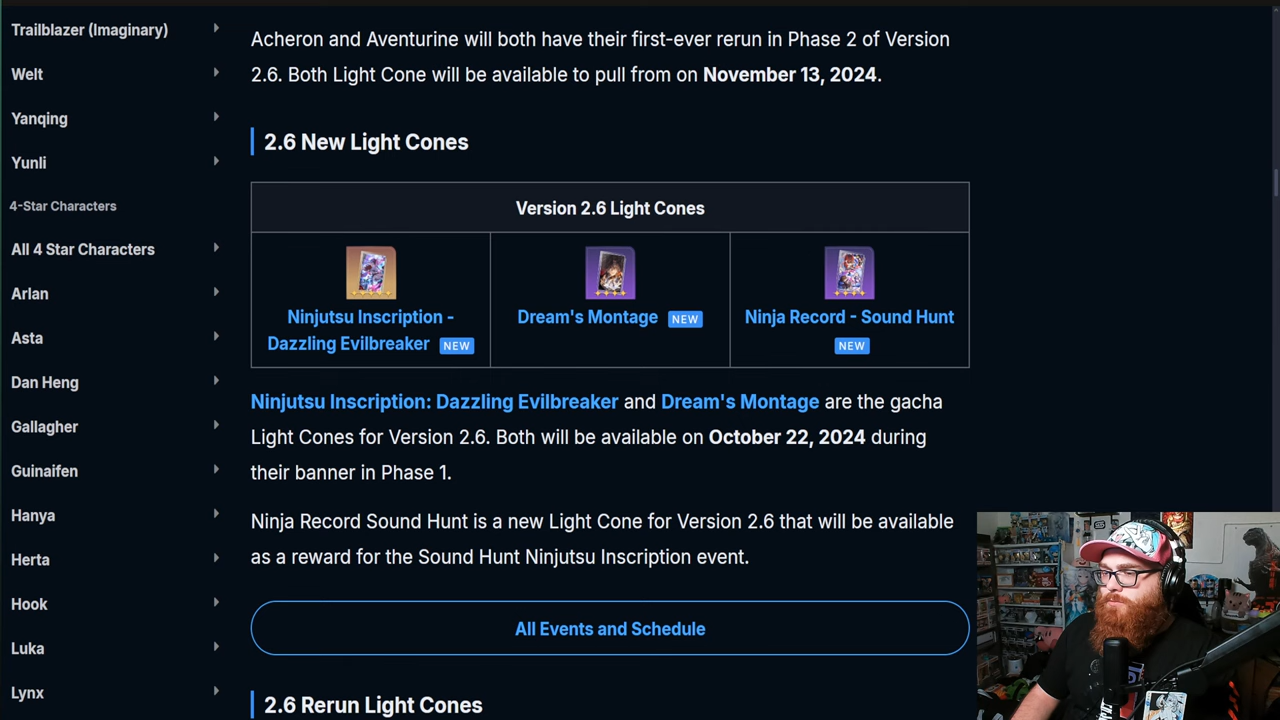 Trailblazer (Imaginary)
Welt
Yanqing
Yunli
4-Star Characters
All 4 Star Characters
Arlan
Asta
Dan Heng
Gallagher
Guinaifen
Hanya
Herta
Hook
Luka
Lynx
Acheron and Aventurine will both have their first-ever rerun in Phase 2 of Version
2.6. Both Light Cone will be available to pull from on November 13, 2024.
2.6 New Light Cones
Version 2.6 Light Cones
Ninjutsu Inscription -
Dazzling Evilbreaker NEW
Dream's Montage NEW
Ninja Record - Sound Hunt
NEW
Ninjutsu Inscription: Dazzling Evilbreaker and Dream's Montage are the gacha
Light Cones for Version 2.6. Both will be available on October 22, 2024 during
their banner in Phase 1.
Ninja Record Sound Hunt is a new Light Cone for Version 2.6 that will be available
as a reward for the Sound Hunt Ninjutsu Inscription event.
All Events and Schedule
2.6 Rerun Light Cones